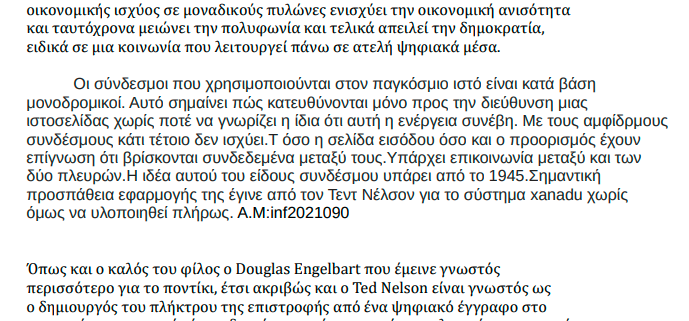 οικονομικής ισχύος σε μοναδικούς πυλώνες ενισχύει την οικονομική ανισότητα
και ταυτόχρονα μειώνει την πολυφωνία και τελικά απειλεί την δημοκρατία,
ειδικά σε μια κοινωνία που λειτουργεί πάνω σε ατελή ψηφιακά μέσα.
Οι σύνδεσμοι που χρησιμοποιούνται στον παγκόσμιο ιστό είναι κατά βάση
μονοδρομικοί. Αυτό σημαίνει πώς κατευθύνονται μόνο προς την διεύθυνση μιας
ιστοσελίδας χωρίς ποτέ να γνωρίζει η ίδια ότι αυτή η ενέργεια συνέβη. Με τους αμφίδρμους
συνδέσμους κάτι τέτοιο δεν ισχύει.Τ όσο η σελίδα εισόδου όσο και ο προορισμός έχουν
επίγνωση ότι βρίσκονται συνδεδεμένα μεταξύ τους.Υπάρχει επικοινωνία μεταξύ και των
δύο πλευρών.Η ιδέα αυτού του είδους συνδέσμου υπάρει από το 1945.Σημαντική
προσπάθεια εφαρμογής της έγινε από τον Τεντ Νέλσον για το σύστημα xanadu χωρίς
όμως να υλοποιηθεί πλήρως. Α.Μ:inf2021090
Όπως και ο καλός του φίλος ο Douglas Engelbart που έμεινε γνωστός
περισσότερο για το ποντίκι, έτσι ακριβώς και ο Ted Nelson είναι γνωστός ως
ο δημιουργός του πλήκτρου της επιστροφής από ένα ψηφιακό έγγραφο στο